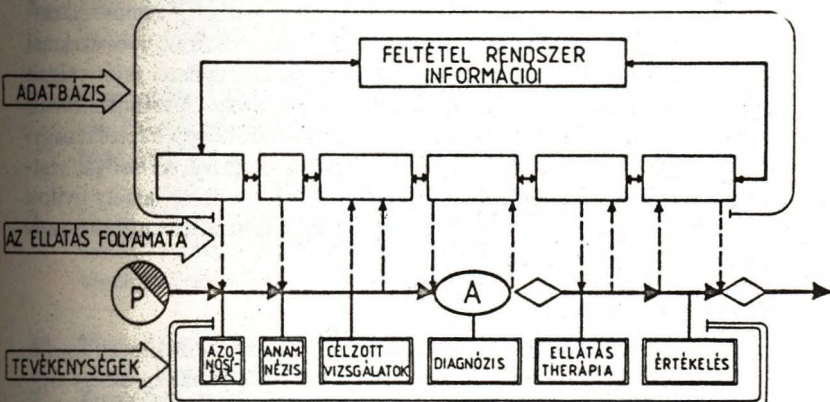 FELTÉTEL RENDSZER
INFORMÁCIÓI
ADATBÁZIS
AZ ELLÁTÁS FOLYAMATA
P
A
TEVÉKENYSÉGEK
AZO-
NOSÍ-
TÁS
ANAM-
NÉZIS
CÉLZOTT
VIZSGÁLATOK
DIAGNÓZIS
ELLÁTÁS
THERÁPIA
ÉRTÉKELÉS